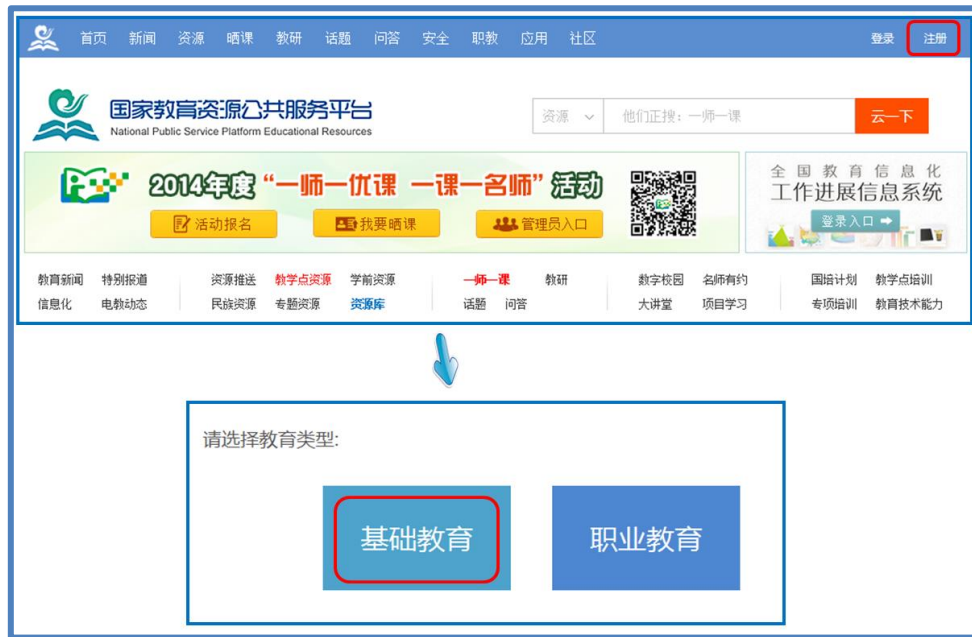 首页 新闻 资源 晒课 教研 话题 问答 安全 职教 应用 社区 登录 注册
国家教育资源公共服务平台
National Public Service Platform Educational Resources
资源 他们正搜：一师一课 云一下
2014年度“一师一优课 一课一名师”活动
活动报名 我要晒课 管理员入口
全国教育信息化
工作进展信息系统
登录入口
教育新闻 特别报道 资源推送 教学点资源 学前资源 一师一课 教研 数字校园 名师有约 国培计划 教学点培训
信息化 电教动态 民族资源 专题资源 资源库 话题 问答 大讲堂 项目学习 专项培训 教育技术能力
请选择教育类型:
基础教育 职业教育